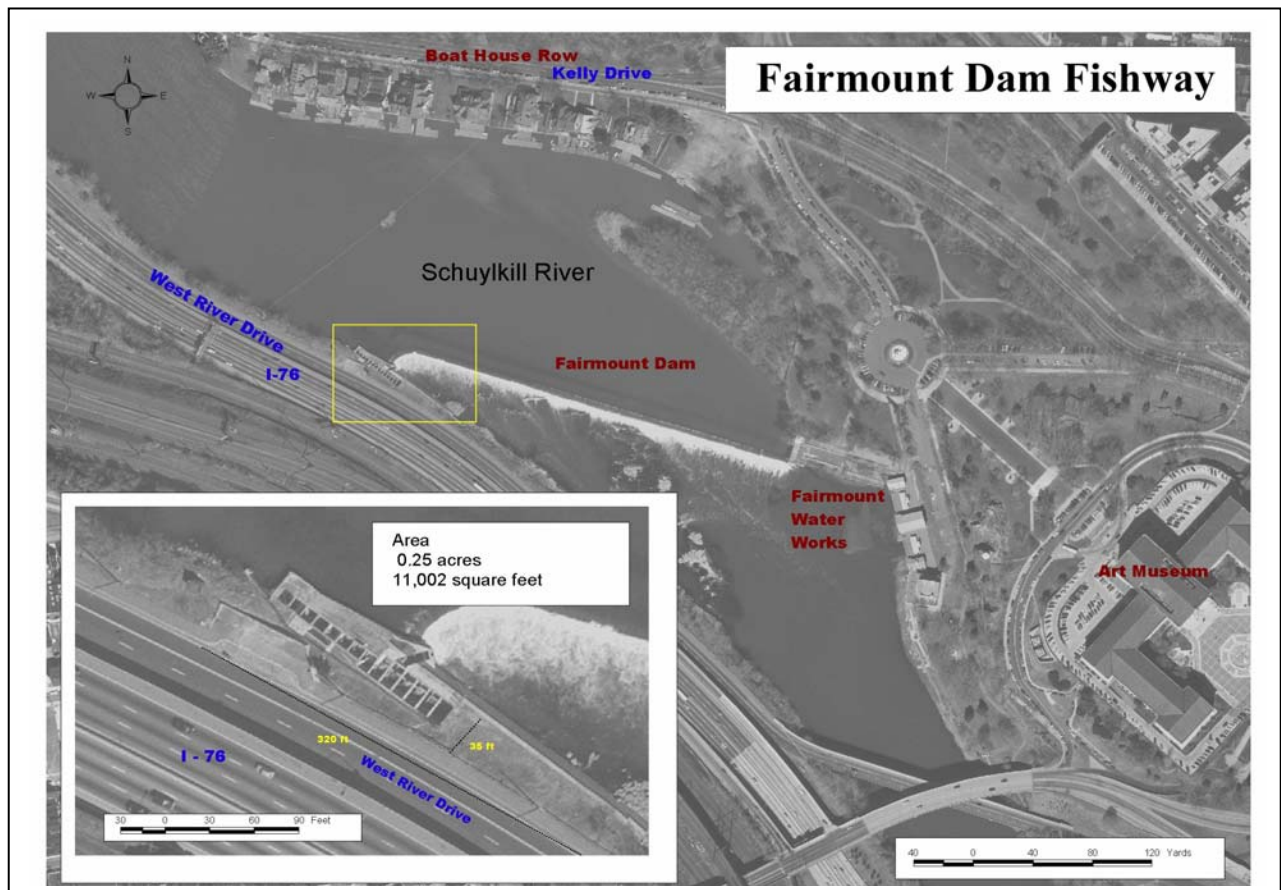 Fairmount Dam Fishway
Boat House Row
Kelly Drive
N
W E
S
Schuylkill River
West River Drive
I-76
Fairmount Dam
Fairmount
Water
Works
Art Museum
Area
0.25 acres
11,002 square feet
320 ft
35 ft
I - 76
West River Drive
30 0 30 60 90 Feet
40 0 40 80 120 Yards